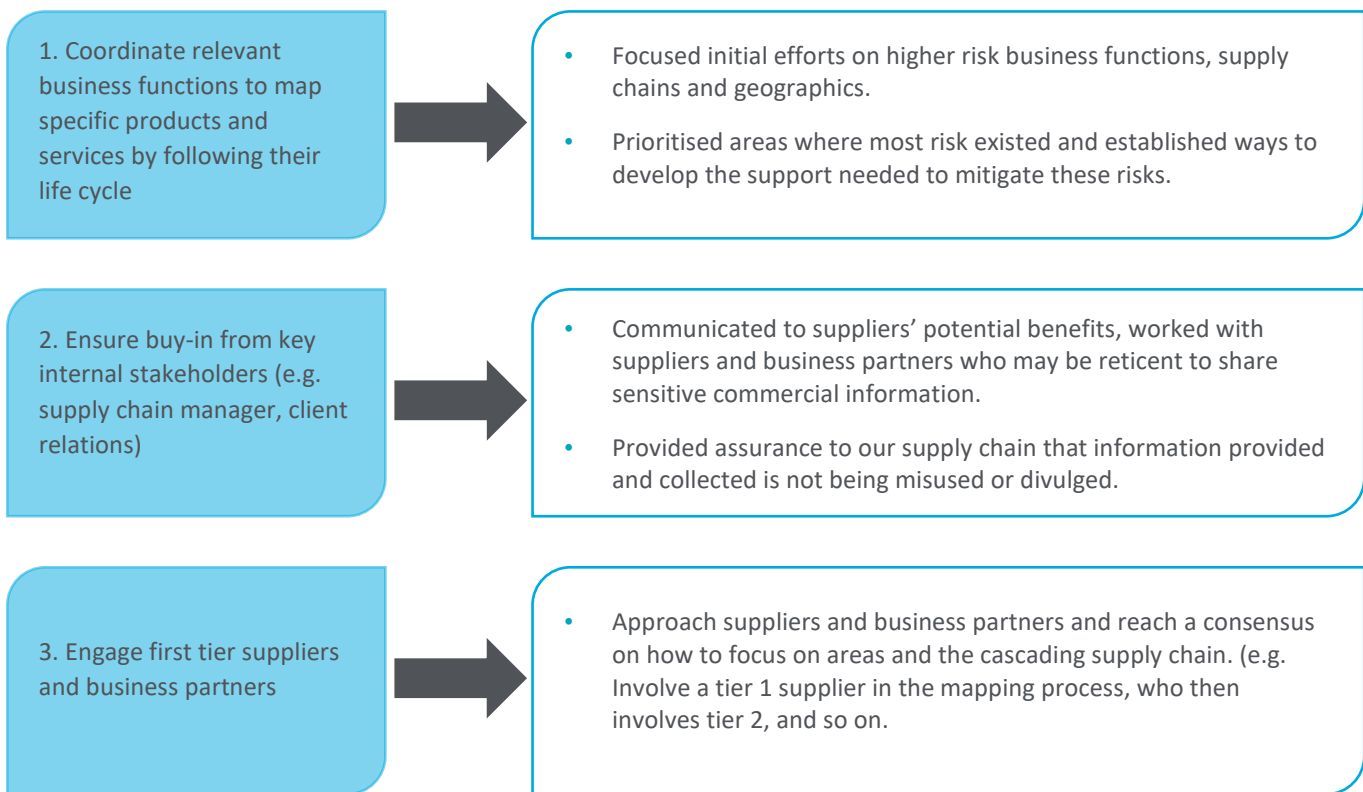 1. Coordinate relevant
business functions to map
specific products and
services by following their
life cycle
• Focused initial efforts on higher risk business functions, supply
chains and geographics.
• Prioritised areas where most risk existed and established ways to
develop the support needed to mitigate these risks.
2. Ensure buy-in from key
internal stakeholders (e.g.
supply chain manager, client
relations)
• Communicated to suppliers’ potential benefits, worked with
suppliers and business partners who may be reticent to share
sensitive commercial information.
• Provided assurance to our supply chain that information provided
and collected is not being misused or divulged.
3. Engage first tier suppliers
and business partners
• Approach suppliers and business partners and reach a consensus
on how to focus on areas and the cascading supply chain. (e.g.
Involve a tier 1 supplier in the mapping process, who then
involves tier 2, and so on.